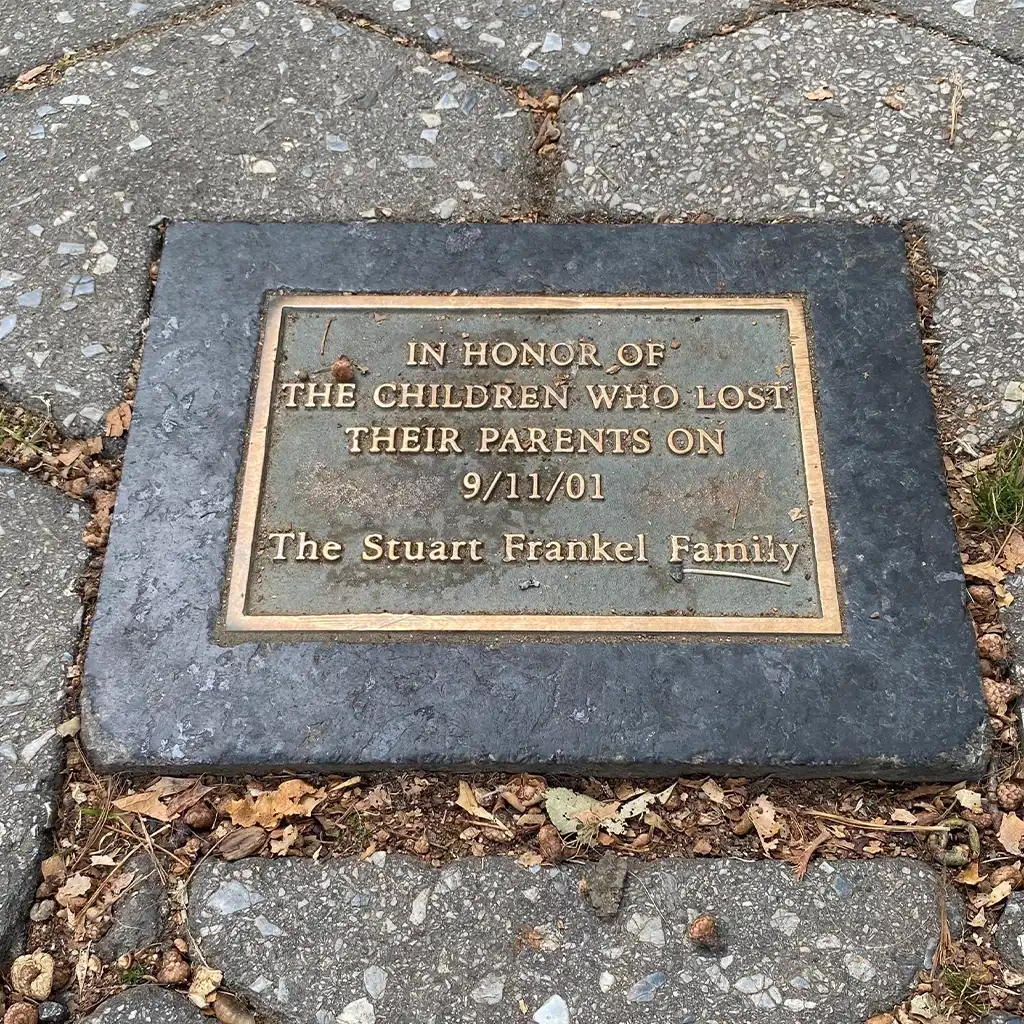 IN HONOR OF
THE CHILDREN WHO LOST
THEIR PARENTS ON
9/11/01
The Stuart Frankel Family